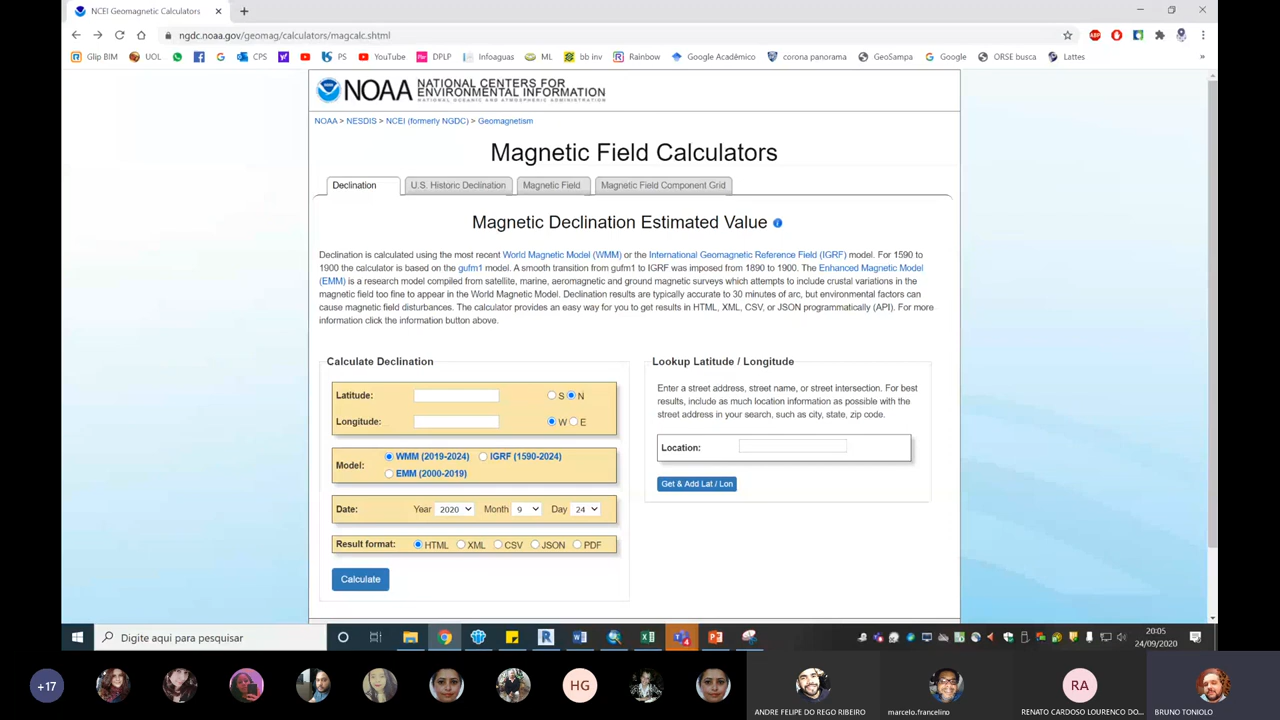 NCEI Geomagnetic Calculators
ngdc.noaa.gov/geomag/calculators/magcalc.shtml
Glip BIM UOL CPS YouTube DPLP Infoaguas ML bb inv Rainbow Google Acadêmico corona panorama GeoSampa Google ORSE busca Lattes
NOAA NATIONAL CENTERS FOR
ENVIRONMENTAL INFORMATION
NATIONAL OCEANIC AND ATMOSPHERIC ADMINISTRATION
NOAA > NESDIS > NCEI (formerly NGDC) > Geomagnetism
Magnetic Field Calculators
Declination U.S. Historic Declination Magnetic Field Magnetic Field Component Grid
Magnetic Declination Estimated Value
Declination is calculated using the most recent World Magnetic Model (WMM) or the International Geomagnetic Reference Field (IGRF) model. For 1590 to
1900 the calculator is based on the gufm1 model. A smooth transition from gufm1 to IGRF was imposed from 1890 to 1900. The Enhanced Magnetic Model
(EMM) is a research model compiled from satellite, marine, aeromagnetic and ground magnetic surveys which attempts to include crustal variations in the
magnetic field too fine to appear in the World Magnetic Model. Declination results are typically accurate to 30 minutes of arc, but environmental factors can
cause magnetic field disturbances. The calculator provides an easy way for you to get results in HTML, XML, CSV, or JSON programmatically (API). For more
information click the information button above.
Calculate Declination
Latitude: S N
Longitude: W E
Model: WMM (2019-2024) IGRF (1590-2024)
EMM (2000-2019)
Date: Year 2020 Month 9 Day 24
Result format: HTML XML CSV JSON PDF
Calculate
Lookup Latitude / Longitude
Enter a street address, street name, or street intersection. For best
results, include as much location information as possible with the
street address in your search, such as city, state, zip code.
Location:
Get & Add Lat / Lon
Digite aqui para pesquisar
20:05
24/09/2020
+17
HG
RA
ANDRE FELIPE DO REGO RIBEIRO
marcelo.francelino
RENATO CARDOSO LOURENCO DO...
BRUNO TONIOLO